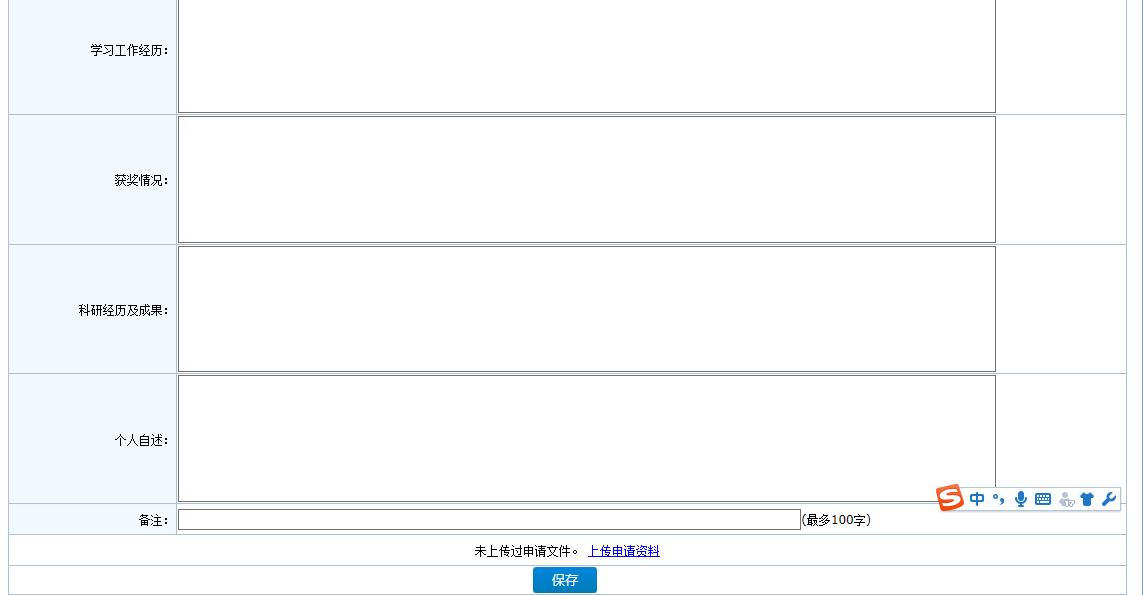 学习工作经历:
获奖情况:
科研经历及成果:
个人自述:
中 °,
备注: (最多100字)
未上传过申请文件。 上传申请资料
保存